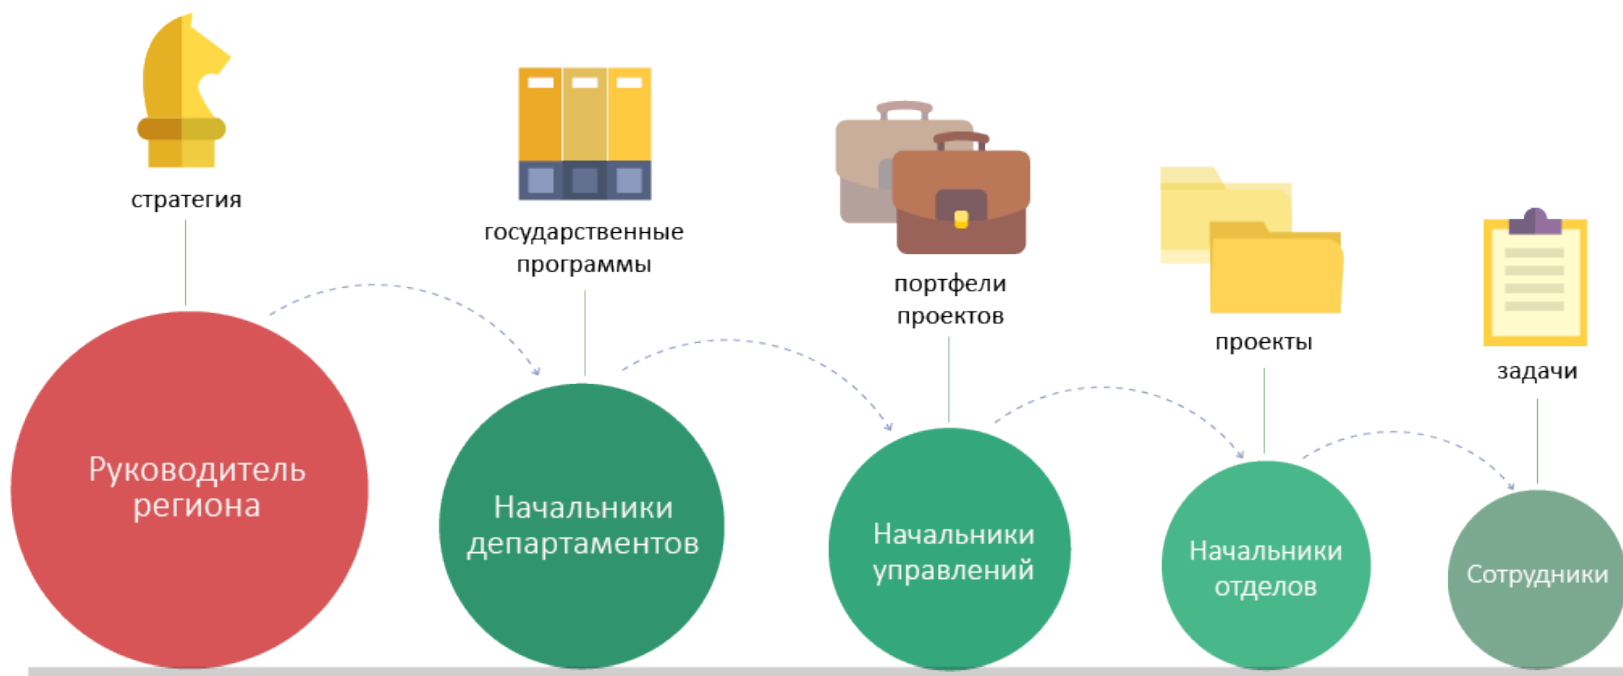 стратегия
Руководитель
региона
государственные
программы
Начальники
департаментов
портфели
проектов
Начальники
управлений
проекты
Начальники
отделов
задачи
Сотрудники